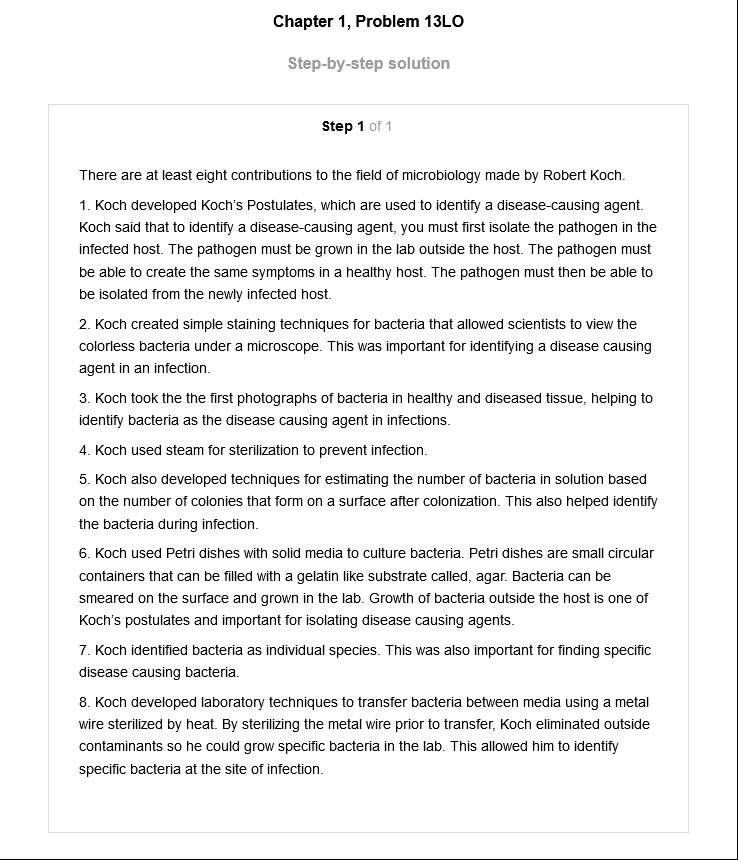 Chapter 1, Problem 13LO
Step-by-step solution
Step 1 of 1
There are at least eight contributions to the field of microbiology made by Robert Koch.
1. Koch developed Koch's Postulates, which are used to identify a disease-causing agent.
Koch said that to identify a disease-causing agent, you must first isolate the pathogen in the
infected host. The pathogen must be grown in the lab outside the host. The pathogen must
be able to create the same symptoms in a healthy host. The pathogen must then be able to
be isolated from the newly infected host.
2. Koch created simple staining techniques for bacteria that allowed scientists to view the
colorless bacteria under a microscope. This was important for identifying a disease causing
agent in an infection.
3. Koch took the the first photographs of bacteria in healthy and diseased tissue, helping to
identify bacteria as the disease causing agent in infections.
4. Koch used steam for sterilization to prevent infection.
5. Koch also developed techniques for estimating the number of bacteria in solution based
on the number of colonies that form on a surface after colonization. This also helped identify
the bacteria during infection.
6. Koch used Petri dishes with solid media to culture bacteria. Petri dishes are small circular
containers that can be filled with a gelatin like substrate called, agar. Bacteria can be
smeared on the surface and grown in the lab. Growth of bacteria outside the host is one of
Koch's postulates and important for isolating disease causing agents.
7. Koch identified bacteria as individual species. This was also important for finding specific
disease causing bacteria.
8. Koch developed laboratory techniques to transfer bacteria between media using a metal
wire sterilized by heat. By sterilizing the metal wire prior to transfer, Koch eliminated outside
contaminants so he could grow specific bacteria in the lab. This allowed him to identify
specific bacteria at the site of infection.